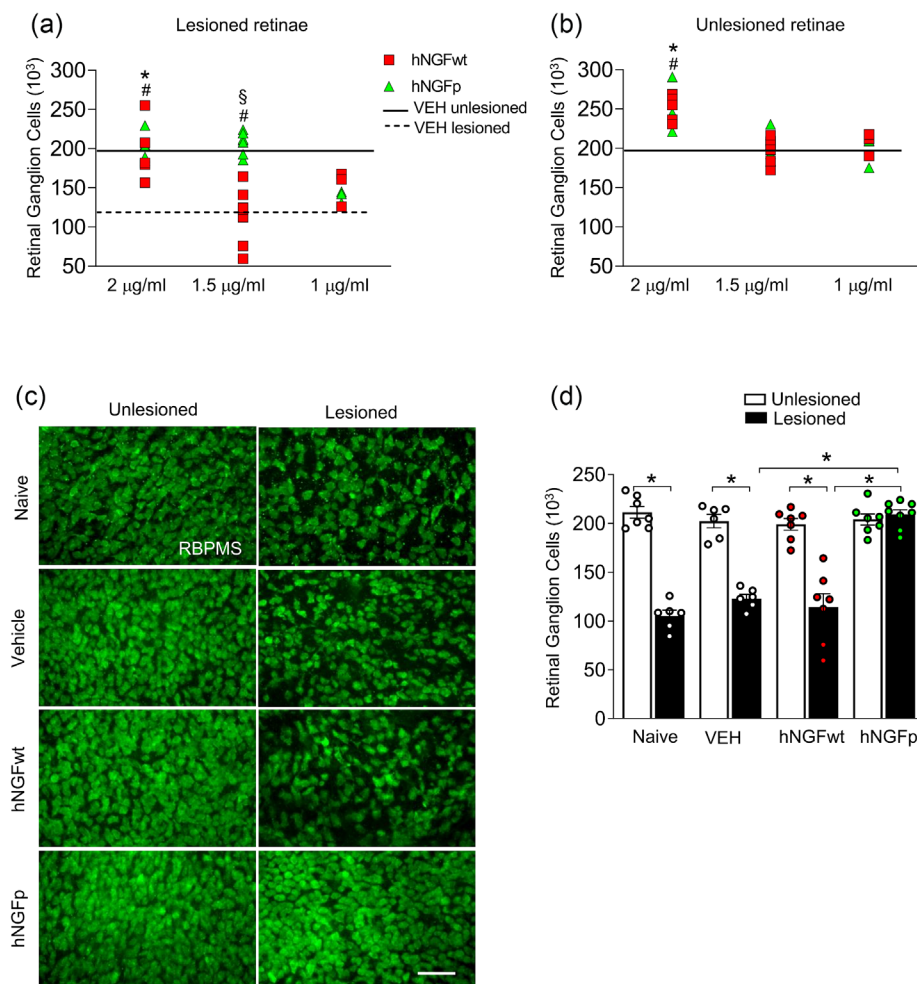 (a)
Lesioned retinae
Retinal Ganglion Cells (10³)
300
250
200
150
100
50
*
#
§
#
2 µg/ml
1.5 µg/ml
1 µg/ml
hNGFwt
hNGFp
VEH unlesioned
VEH lesioned
(b)
Unlesioned retinae
Retinal Ganglion Cells (10³)
300
250
200
150
100
50
*
#
2 µg/ml
1.5 µg/ml
1 µg/ml
(c)
Unlesioned
Lesioned
Naive
RBPMS
Vehicle
hNGFwt
hNGFp
(d)
Unlesioned
Lesioned
Retinal Ganglion Cells (10³)
250
200
150
100
50
0
*
* * * *
Naive
VEH
hNGFwt
hNGFp